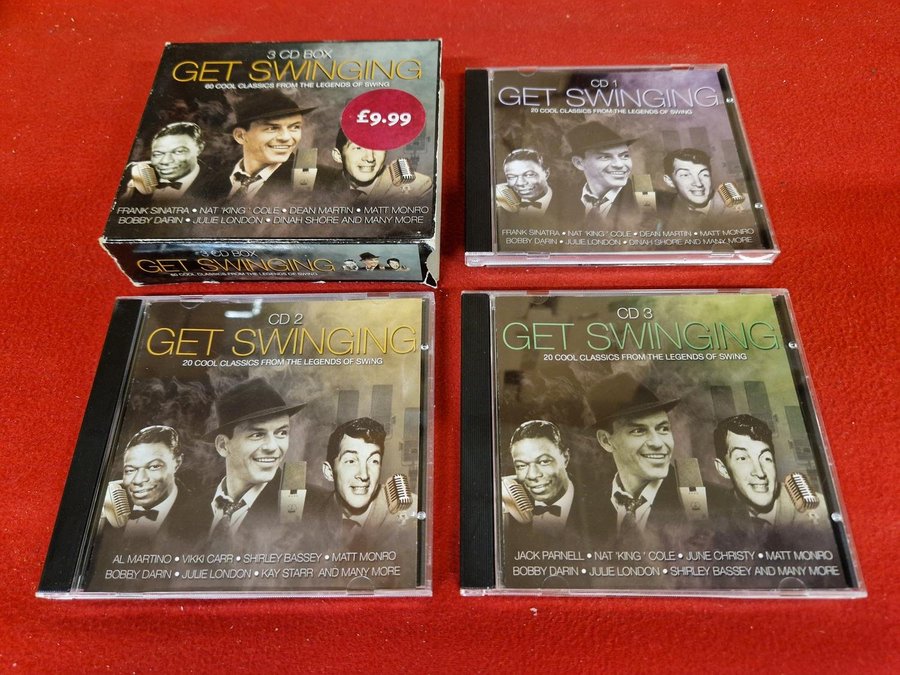 3 CD BOX
GET SWINGING
60 COOL CLASSICS FROM THE LEGENDS OF SWING
£9.99
FRANK SINATRA • NAT 'KING' COLE • DEAN MARTIN • MATT MONRO
BOBBY DARIN • JULIE LONDON • DINAH SHORE AND MANY MORE
3 CD BOX
GET SWINGING
60 COOL CLASSICS FROM THE LEGENDS OF SWING
CD 1
GET SWINGING
20 COOL CLASSICS FROM THE LEGENDS OF SWING
FRANK SINATRA • NAT 'KING' COLE • DEAN MARTIN • MATT MONRO
BOBBY DARIN • JULIE LONDON • DINAH SHORE AND MANY MORE
CD 2
GET SWINGING
20 COOL CLASSICS FROM THE LEGENDS OF SWING
AL MARTINO • VIKKI CARR • SHIRLEY BASSEY • MATT MONRO
BOBBY DARIN • JULIE LONDON • KAY STARR AND MANY MORE
CD 3
GET SWINGING
20 COOL CLASSICS FROM THE LEGENDS OF SWING
JACK PARNELL • NAT 'KING' COLE • JUNE CHRISTY • MATT MONRO
BOBBY DARIN • JULIE LONDON • SHIRLEY BASSEY AND MANY MORE